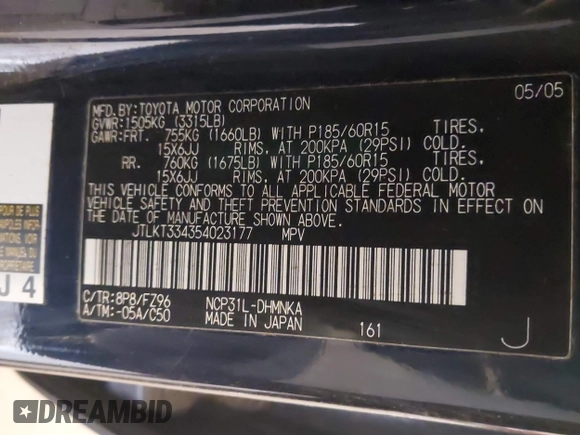 05/05
MFD.BY:TOYOTA MOTOR CORPORATION
GVWR:1505KG (3315LB)
GAWR:FRT. 755KG (1660LB) WITH P185/60R15 TIRES,
15X6JJ RIMS, AT 200KPA (29PSI) COLD.
RR. 760KG (1675LB) WITH P185/60R15 TIRES,
15X6JJ RIMS, AT 200KPA (29PSI) COLD.
THIS VEHICLE CONFORMS TO ALL APPLICABLE FEDERAL MOTOR
VEHICLE SAFETY AND THEFT PREVENTION STANDARDS IN EFFECT ON
THE DATE OF MANUFACTURE SHOWN ABOVE.
JTLKT334354023177 MPV
C/TR:8P8/FZ96 NCP31L-DHMNKA
A/TM:-05A/C50 MADE IN JAPAN 161 J
POUR DE PLUS
AMPLES
J 4
DREAMBID